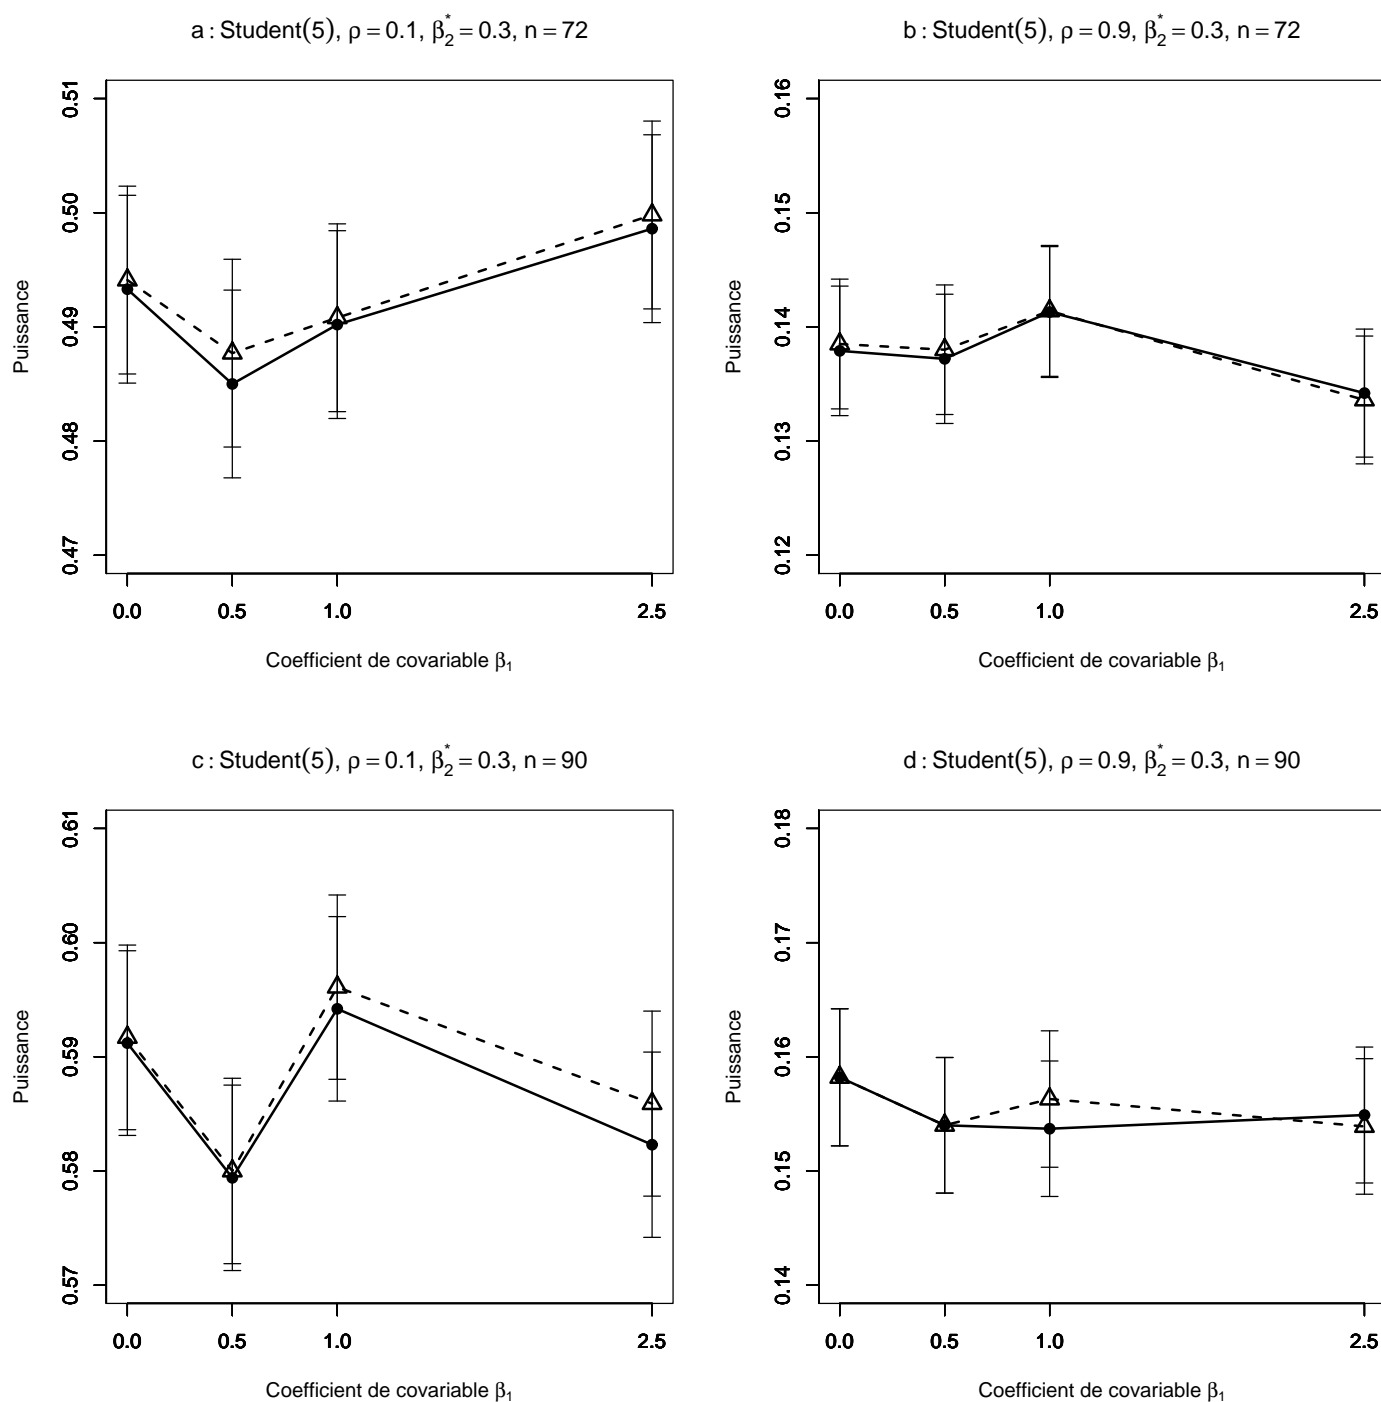 a : Student(5), ρ = 0.1, β₂* = 0.3, n = 72
Puissance
0.51
0.50
0.49
0.48
0.47
0.0 0.5 1.0 2.5
Coefficient de covariable β₁
b : Student(5), ρ = 0.9, β₂* = 0.3, n = 72
Puissance
0.16
0.15
0.14
0.13
0.12
0.0 0.5 1.0 2.5
Coefficient de covariable β₁
c : Student(5), ρ = 0.1, β₂* = 0.3, n = 90
Puissance
0.61
0.60
0.59
0.58
0.57
0.0 0.5 1.0 2.5
Coefficient de covariable β₁
d : Student(5), ρ = 0.9, β₂* = 0.3, n = 90
Puissance
0.18
0.17
0.16
0.15
0.14
0.0 0.5 1.0 2.5
Coefficient de covariable β₁